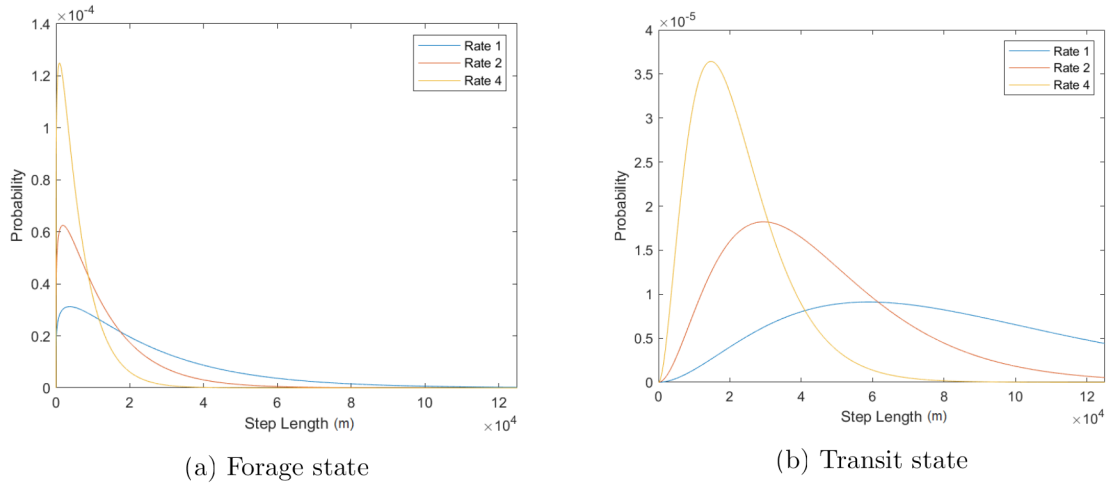 ×10⁻⁴
1.4
1.2
1
0.8
0.6
0.4
0.2
0
Probability
0 2 4 6 8 10 12
×10⁴
Step Length (m)
Rate 1
Rate 2
Rate 4
(a) Forage state
×10⁻⁵
4
3.5
3
2.5
2
1.5
1
0.5
0
Probability
0 2 4 6 8 10 12
×10⁴
Step Length (m)
Rate 1
Rate 2
Rate 4
(b) Transit state